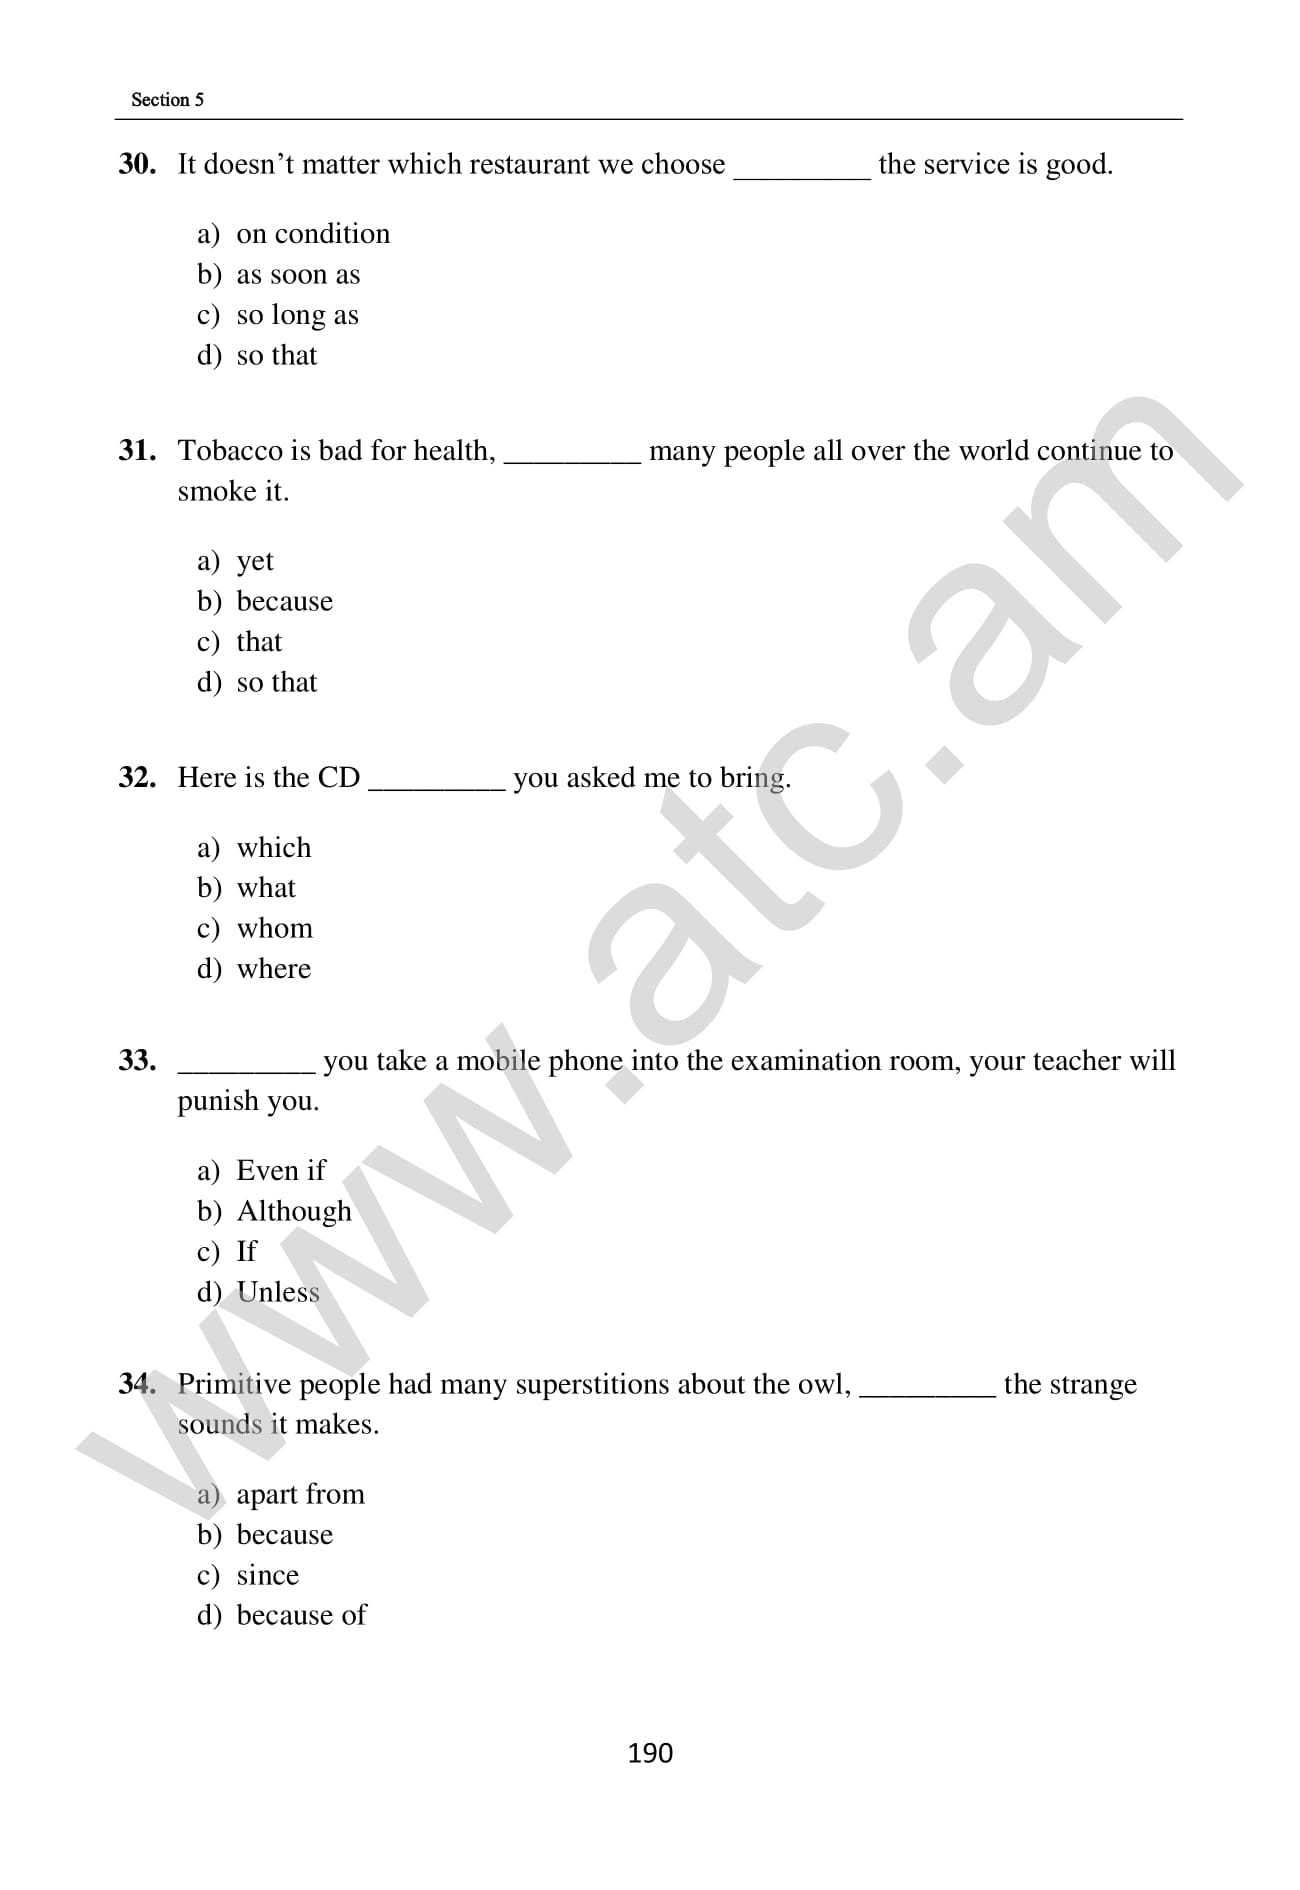 Section 5
30. It doesn’t matter which restaurant we choose _________ the service is good.
a) on condition
b) as soon as
c) so long as
d) so that
31. Tobacco is bad for health, _________ many people all over the world continue to
smoke it.
a) yet
b) because
c) that
d) so that
32. Here is the CD _________ you asked me to bring.
a) which
b) what
c) whom
d) where
33. _________ you take a mobile phone into the examination room, your teacher will
punish you.
a) Even if
b) Although
c) If
d) Unless
34. Primitive people had many superstitions about the owl, _________ the strange
sounds it makes.
a) apart from
b) because
c) since
d) because of
190
www.atc.am